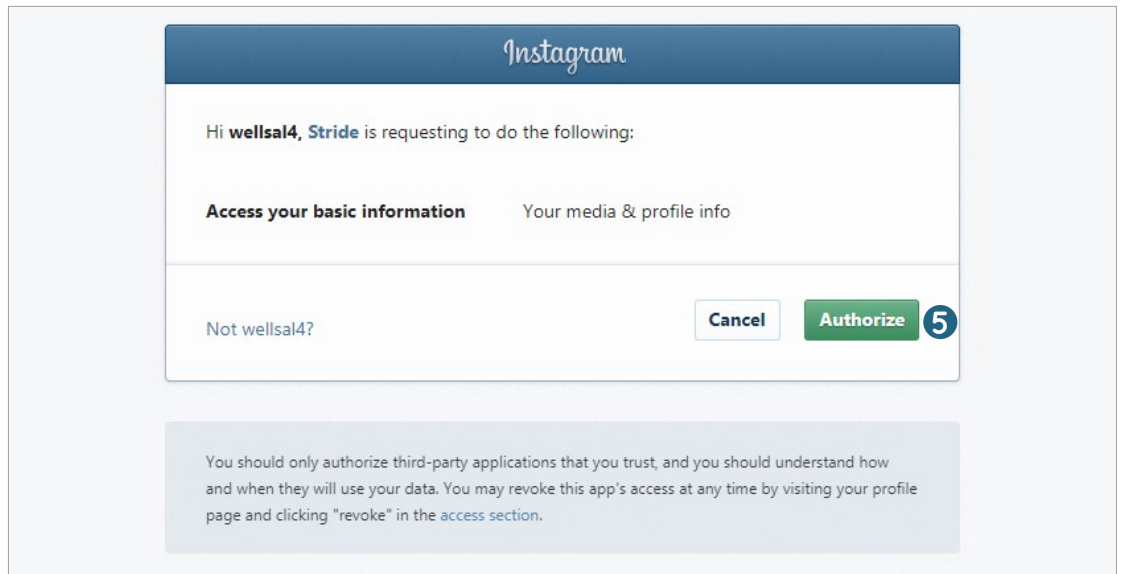 Instagram
Hi wellsal4, Stride is requesting to do the following:
Access your basic information Your media & profile info
Not wellsal4? Cancel Authorize 5
You should only authorize third-party applications that you trust, and you should understand how
and when they will use your data. You may revoke this app's access at any time by visiting your profile
page and clicking "revoke" in the access section.